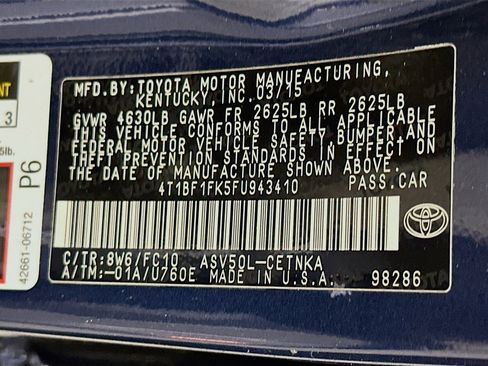 MFD.BY:TOYOTA MOTOR MANUFACTURING,
KENTUCKY,INC.03/15
GVWR 4630LB GAWR FR 2625LB RR 2625LB
THIS VEHICLE CONFORMS TO ALL APPLICABLE
FEDERAL MOTOR VEHICLE SAFETY,BUMPER,AND
THEFT PREVENTION STANDARDS IN EFFECT ON
THE DATE OF MANUFACTURE SHOWN ABOVE.
4T1BF1FK5FU943410 PASS.CAR
C/TR:8W6/FC10 ASV50L-CETNKA
A/TM:-01A/U760E MADE IN U.S.A. 98286
NT
3
5lb.
P6
42661-06712